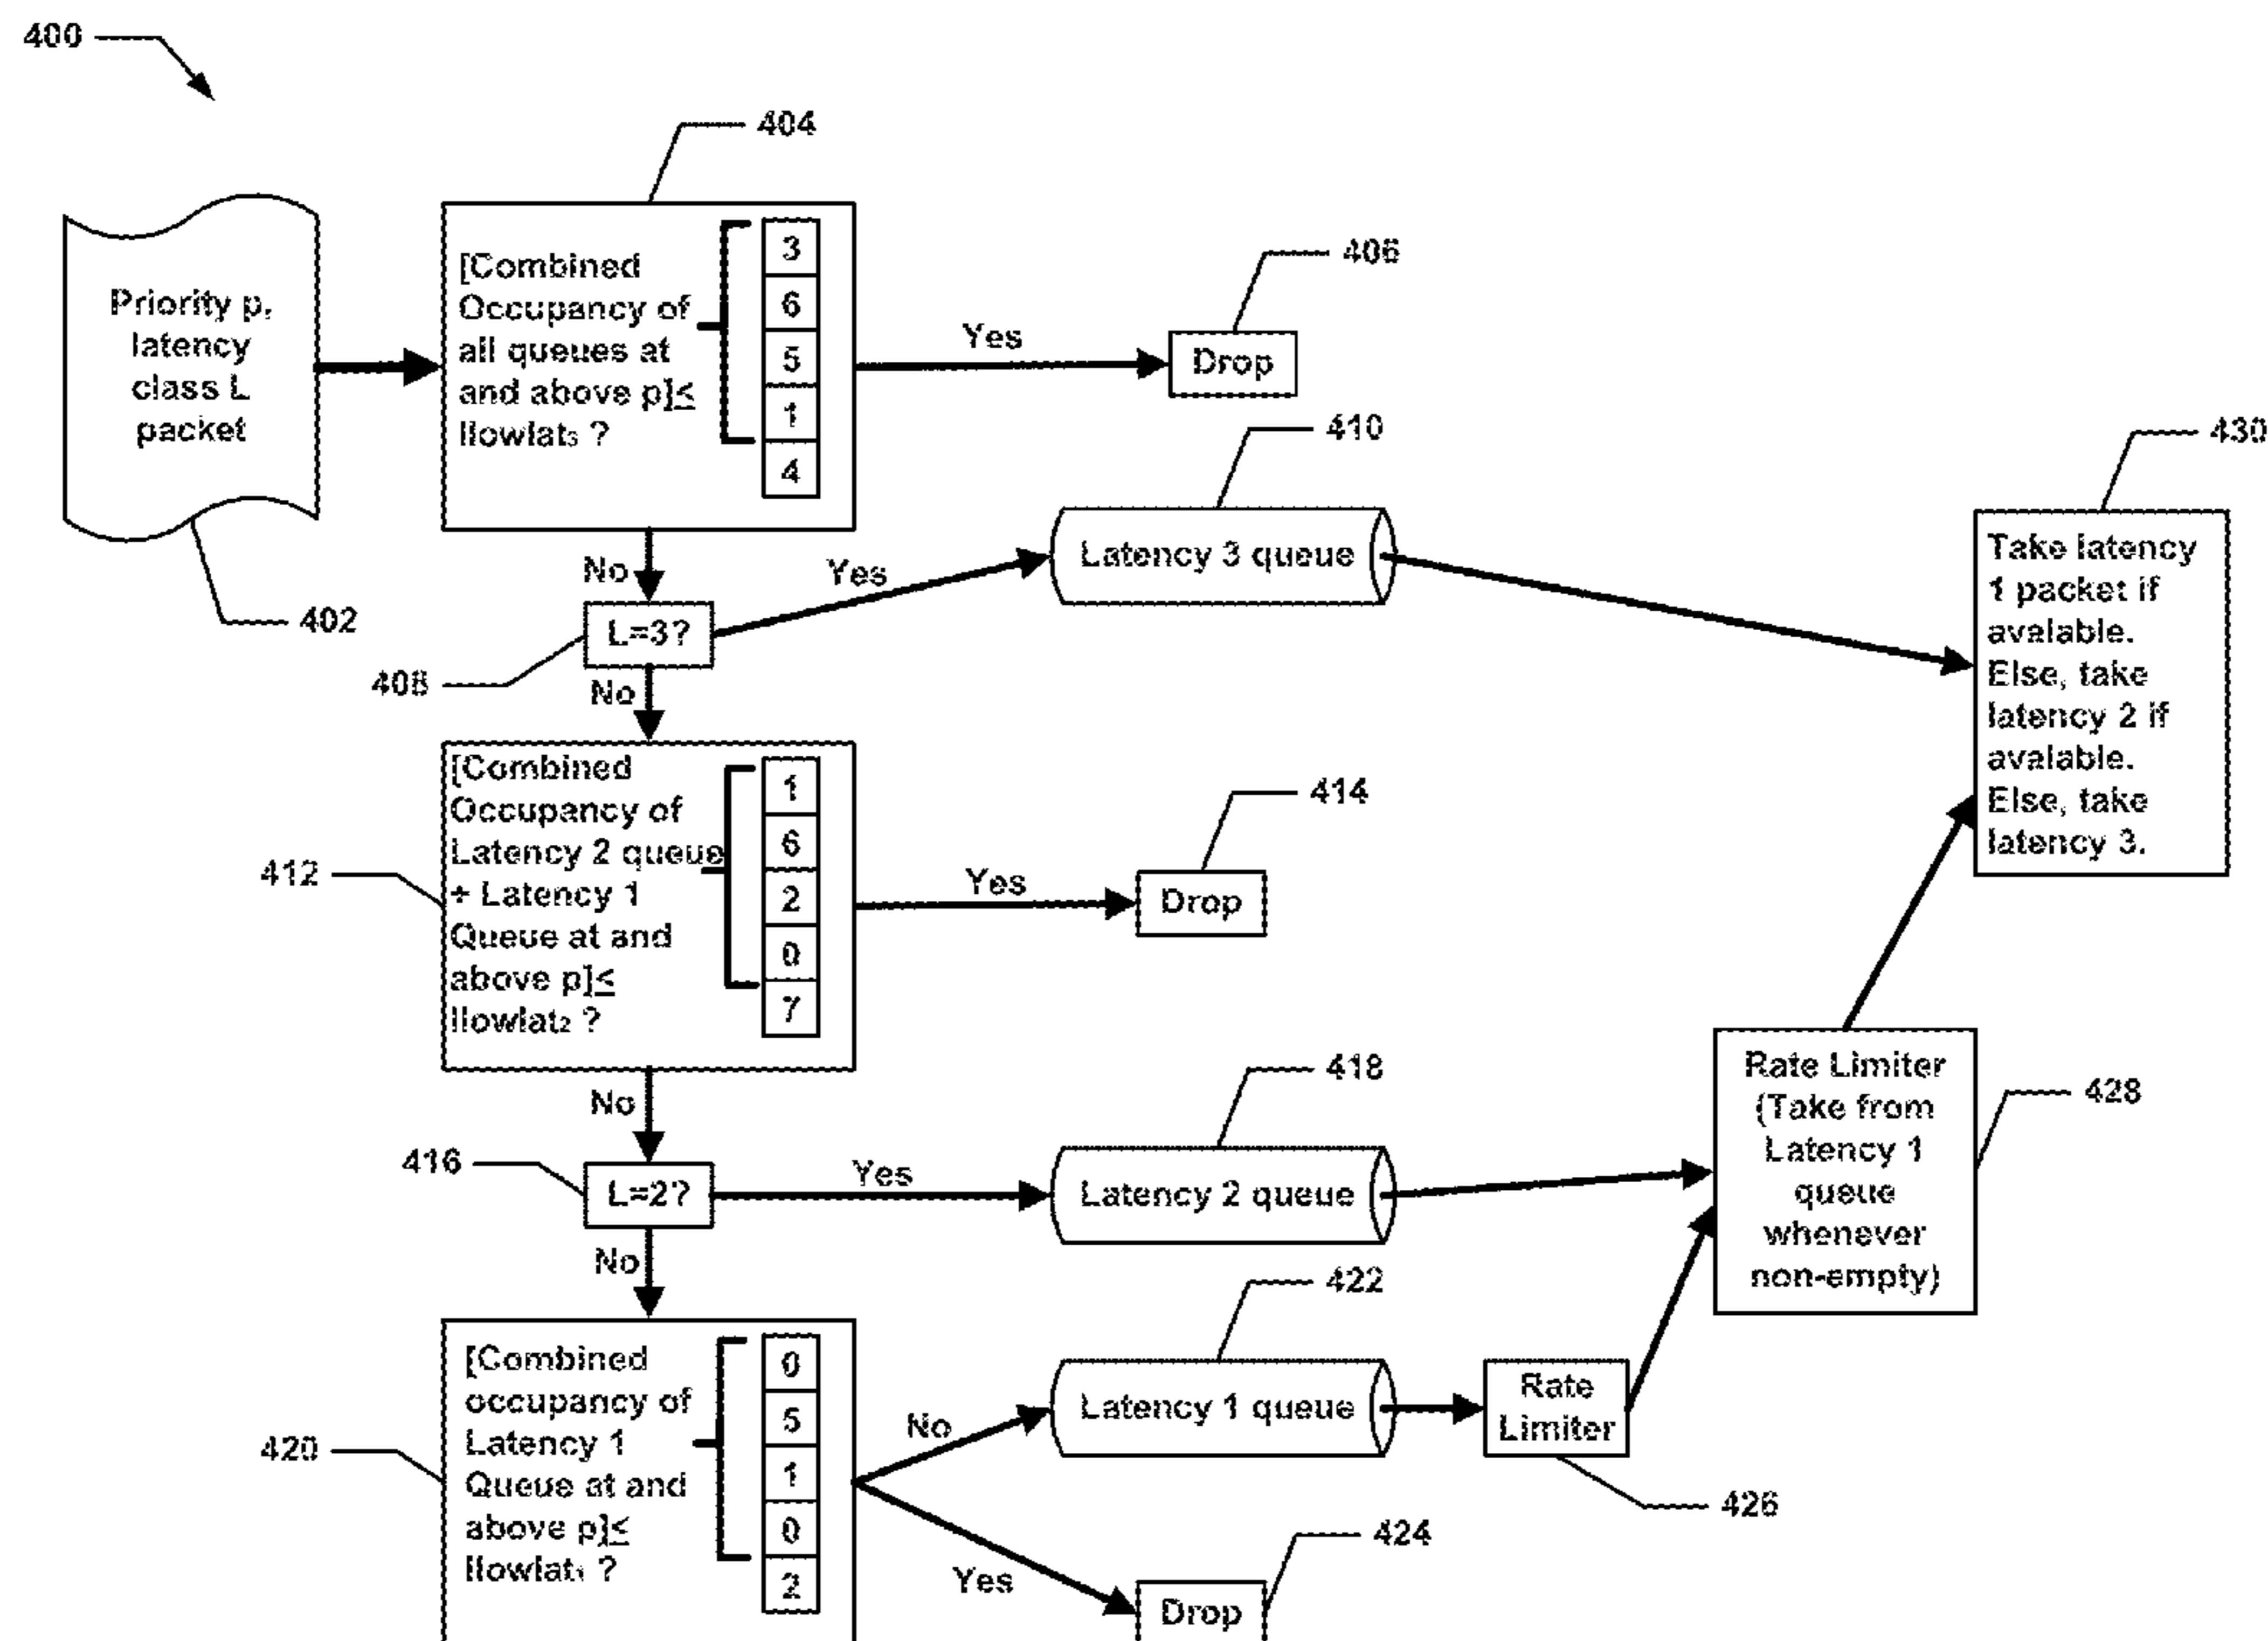 400
404
Priority p,
latency
class L
packet
402
[Combined
Occupancy of
all queues at
and above p]≤
llowlat₃ ?
3
6
5
1
4
Yes
406
Drop
410
Latency 3 queue
430
Take latency
1 packet if
avalable.
Else, take
latency 2 if
avalable.
Else, take
latency 3.
No
Yes
L=3?
408
No
[Combined
Occupancy of
Latency 2 queue
+ Latency 1
Queue at and
above p]≤
llowlat₂ ?
1
6
2
0
7
412
Yes
414
Drop
No
416
L=2?
Yes
418
Latency 2 queue
Rate Limiter
(Take from
Latency 1
queue
whenever
non-empty)
428
No
[Combined
occupancy of
Latency 1
Queue at and
above p]≤
llowlat₁ ?
0
5
1
0
2
420
No
422
Latency 1 queue
Rate
Limiter
426
Yes
424
Drop